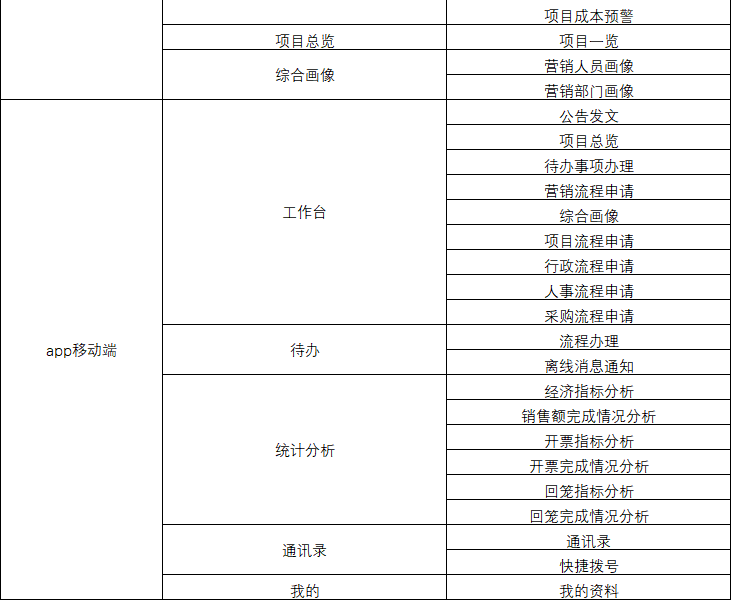 项目成本预警
项目总览
项目一览
综合画像
营销人员画像
营销部门画像
app移动端
工作台
公告发文
项目总览
待办事项办理
营销流程申请
综合画像
项目流程申请
行政流程申请
人事流程申请
采购流程申请
待办
流程办理
离线消息通知
统计分析
经济指标分析
销售额完成情况分析
开票指标分析
开票完成情况分析
回笼指标分析
回笼完成情况分析
通讯录
通讯录
快捷拨号
我的
我的资料